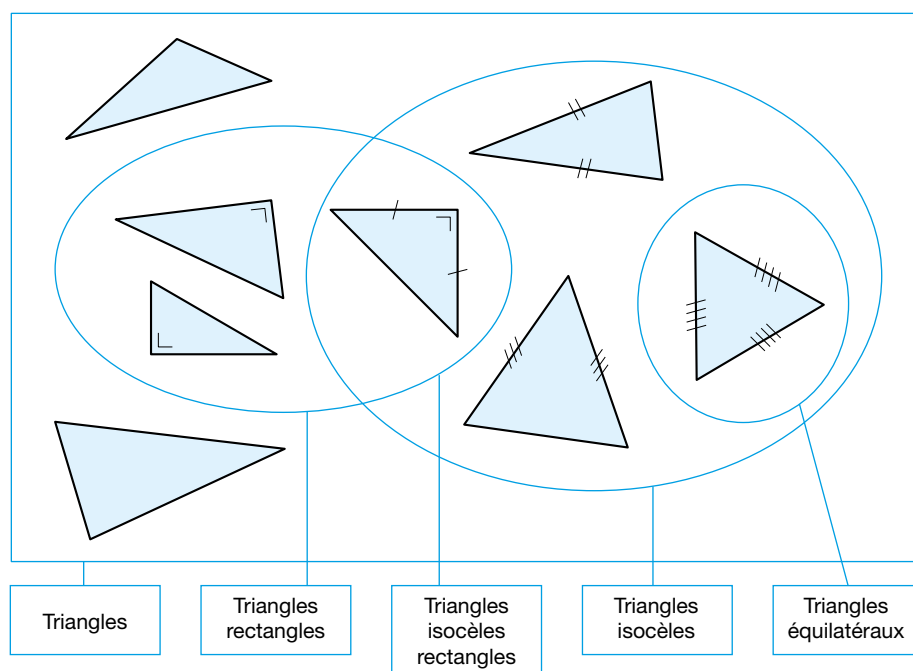 Triangles
Triangles
rectangles
Triangles
isocèles
rectangles
Triangles
isocèles
Triangles
équilatéraux